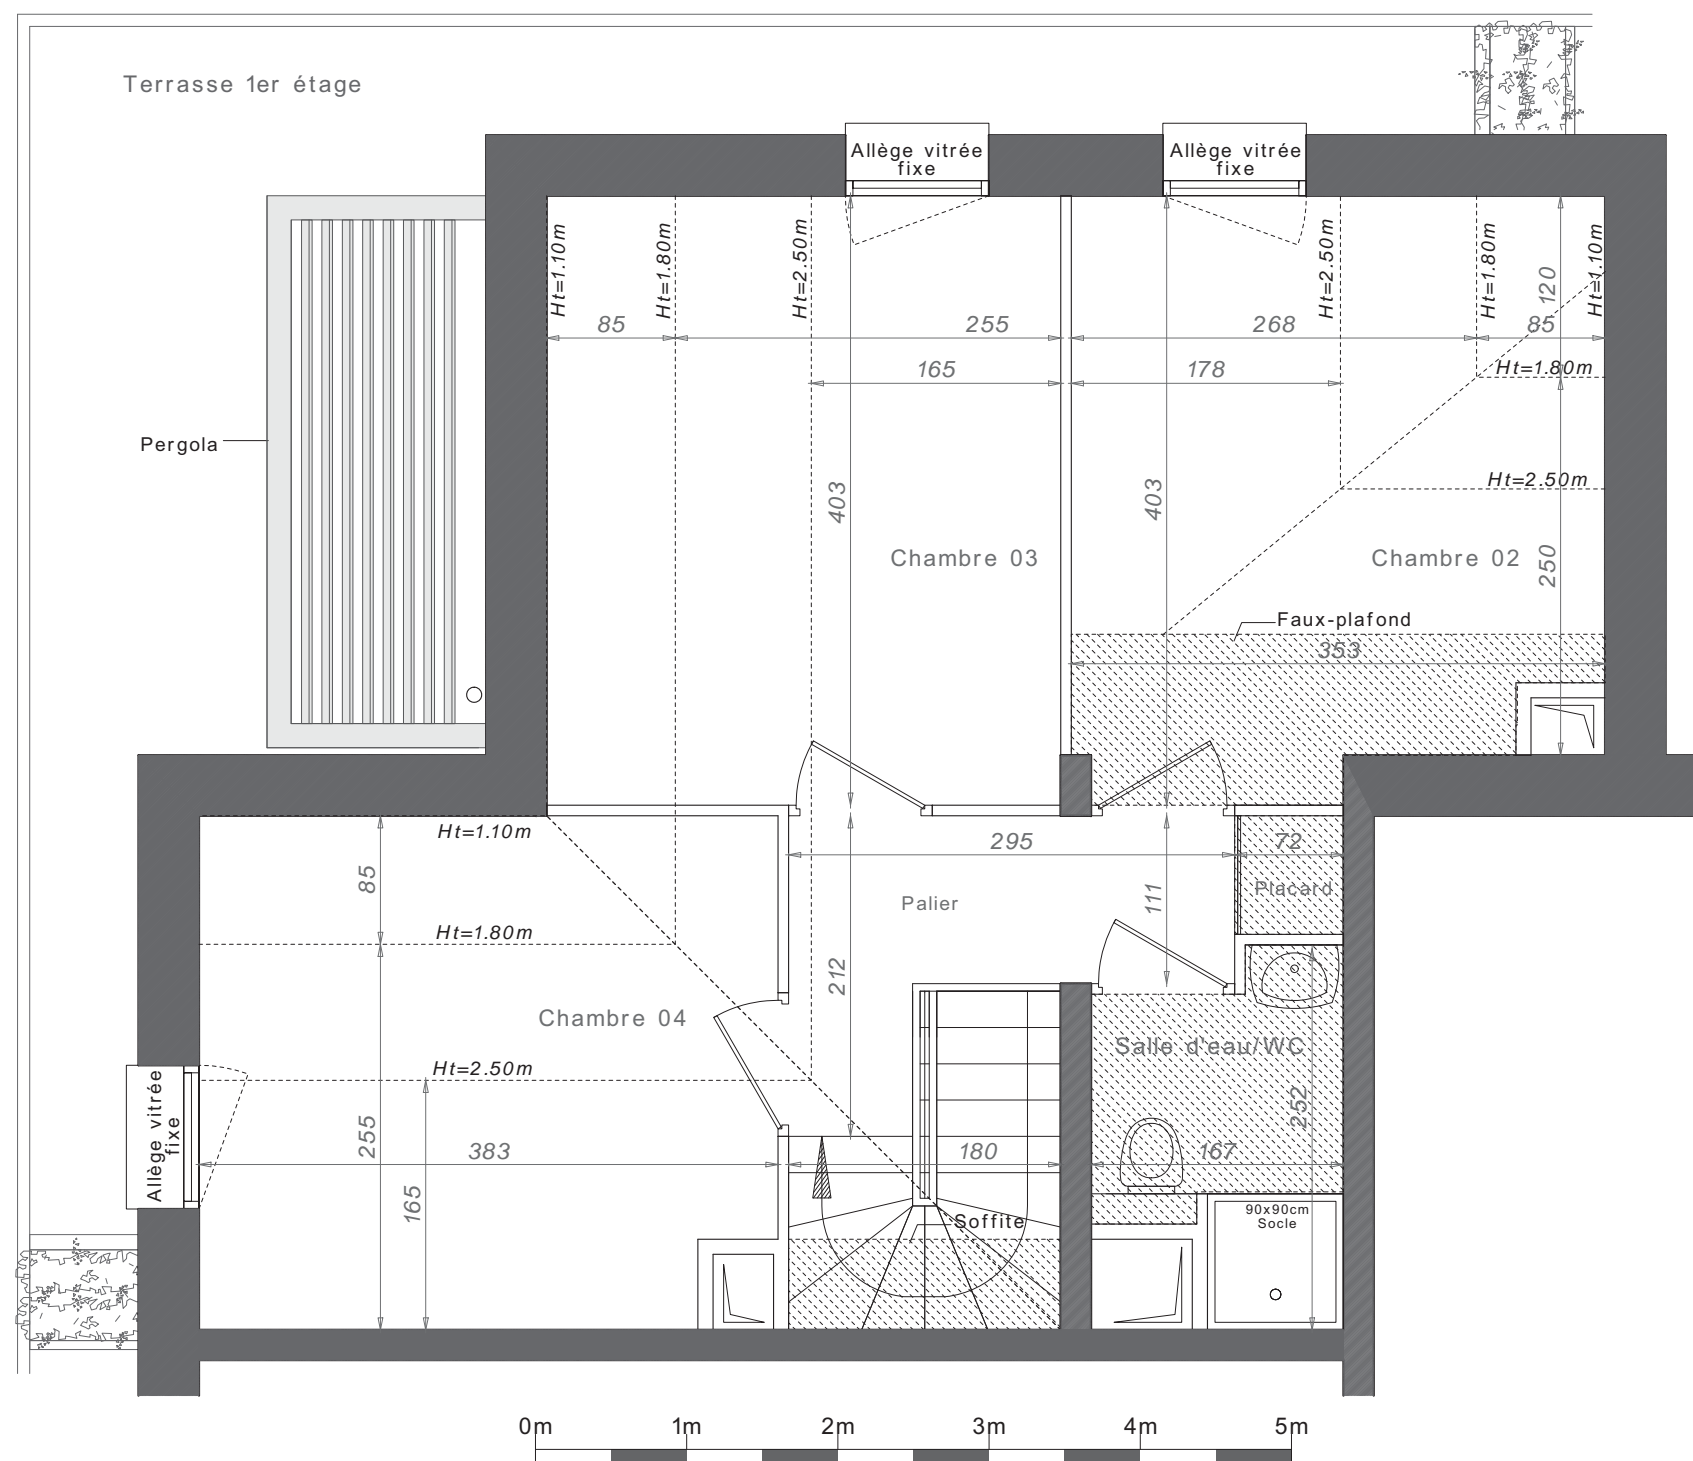 Terrasse 1er étage
Allège vitrée
fixe
Allège vitrée
fixe
Ht=1.10m
Ht=1.80m
Ht=2.50m
Ht=2.50m
Ht=1.80m
Ht=1.10m
120
85
255
268
85
165
178
Ht=1.80m
Pergola
403
403
Ht=2.50m
Chambre 03
Chambre 02
250
Faux-plafond
353
Ht=1.10m
85
295
72
Palier
111
Placard
Ht=1.80m
212
Chambre 04
Salle d'eau/WC
Ht=2.50m
Allège vitrée
fixe
255
383
165
180
167
252
Soffite
90x90cm
Socle
0m 1m 2m 3m 4m 5m